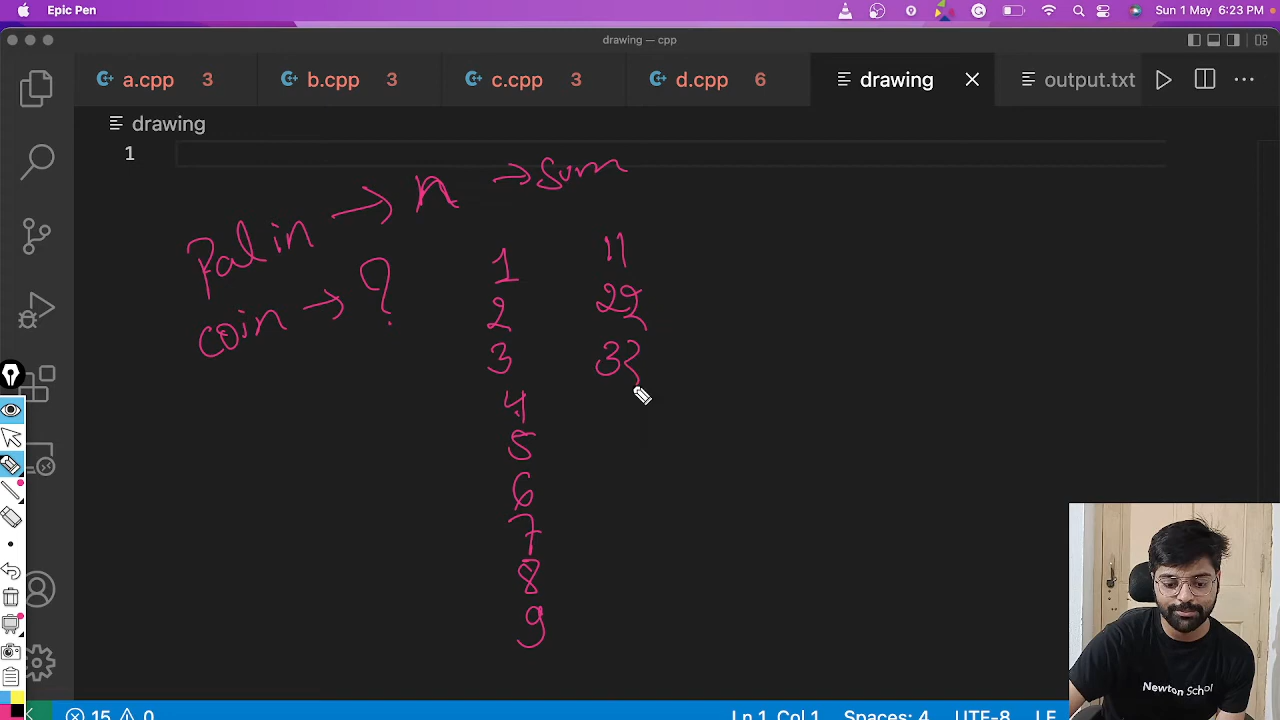 Epic Pen
Sun 1 May 6:23 PM
drawing — cpp
a.cpp 3
b.cpp 3
c.cpp 3
d.cpp 6
drawing
output.txt
drawing
1
Palin → n → sum
coin → ?
1 11
2 22
3 33
4
5
6
7
8
9
Newton School
15 0
Ln 1, Col 1
Spaces: 4
UTF-8
LF